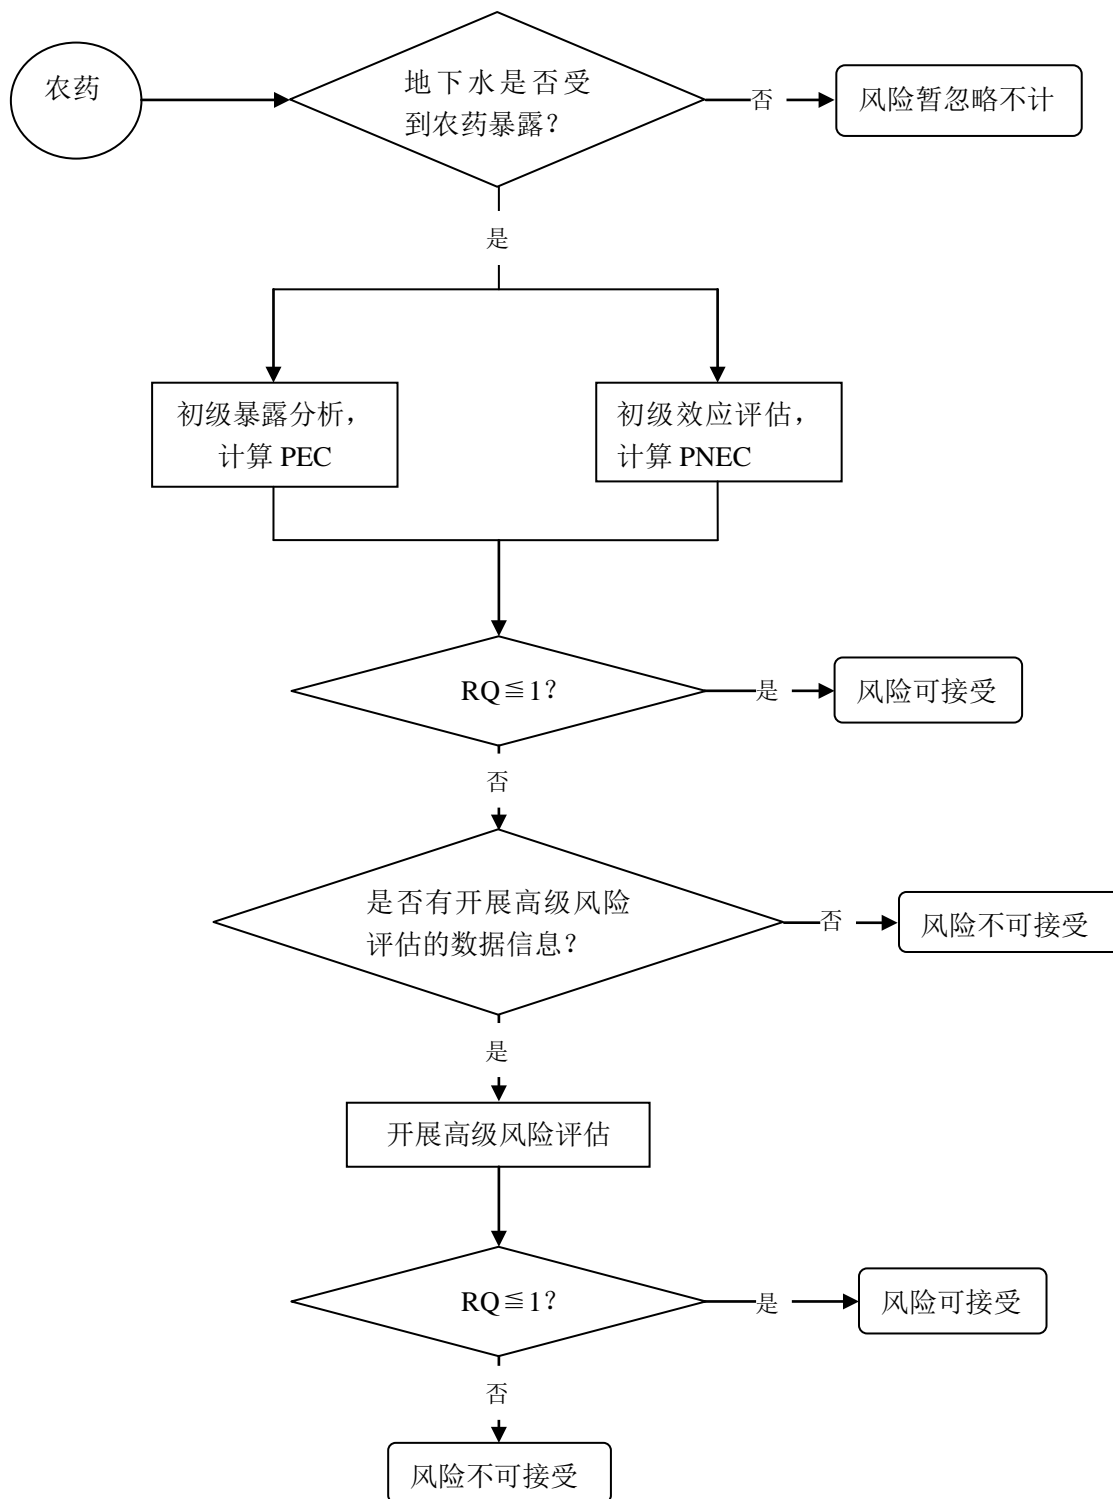 农药
地下水是否受
到农药暴露？
否
风险暂忽略不计
是
初级暴露分析，
计算 PEC
初级效应评估，
计算 PNEC
RQ≦1？
是
风险可接受
否
是否有开展高级风险
评估的数据信息？
否
风险不可接受
是
开展高级风险评估
RQ≦1？
是
风险可接受
否
风险不可接受